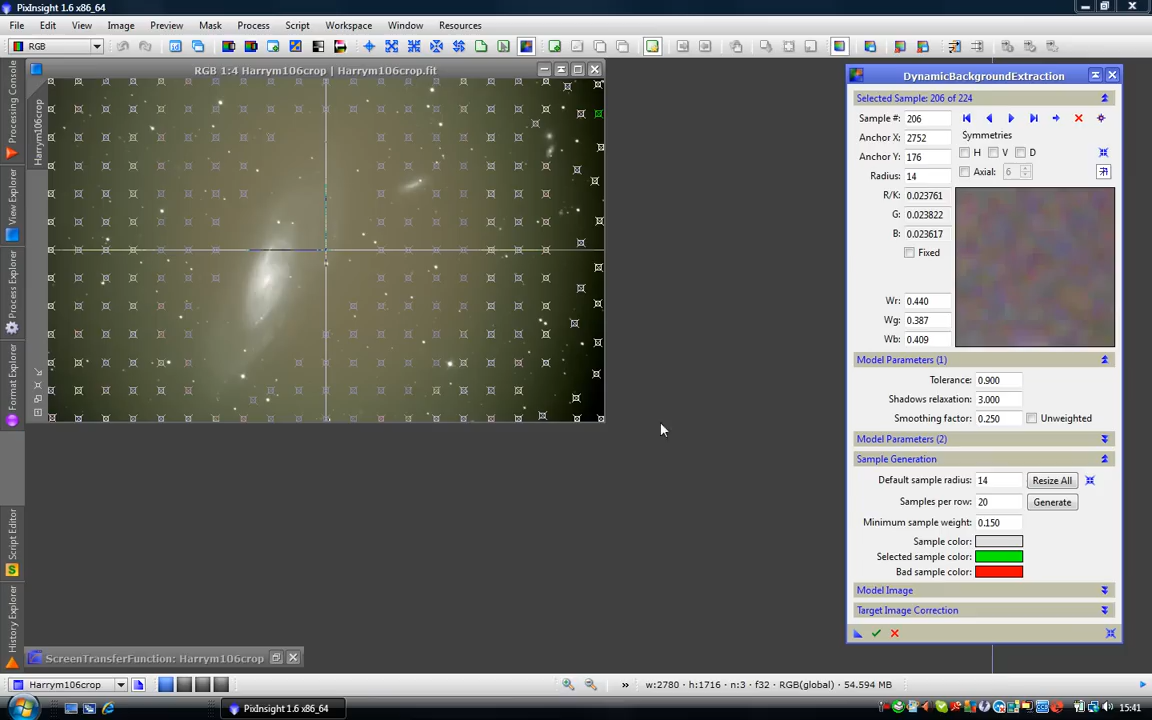 PixInsight 1.6 x86_64
File Edit View Image Preview Mask Process Script Workspace Window Resources
RGB
RGB 1:4 Harrym106crop | Harrym106crop.fit
Harrym106crop
Processing Console
View Explorer
Process Explorer
Format Explorer
Script Editor
History Explorer
DynamicBackgroundExtraction
Selected Sample: 206 of 224
Sample #: 206
Anchor X: 2752
Symmetries
Anchor Y: 176
H V D
Radius: 14
Axial: 6
R/K: 0.023761
G: 0.023822
B: 0.023617
Fixed
Wr: 0.440
Wg: 0.387
Wb: 0.409
Model Parameters (1)
Tolerance: 0.900
Shadows relaxation: 3.000
Smoothing factor: 0.250 Unweighted
Model Parameters (2)
Sample Generation
Default sample radius: 14 Resize All
Samples per row: 20 Generate
Minimum sample weight: 0.150
Sample color:
Selected sample color:
Bad sample color:
Model Image
Target Image Correction
ScreenTransferFunction: Harrym106crop
Harrym106crop
w:2780 · h:1716 · n:3 · f32 · RGB(global) · 54.594 MB
PixInsight 1.6 x86_64
15:41